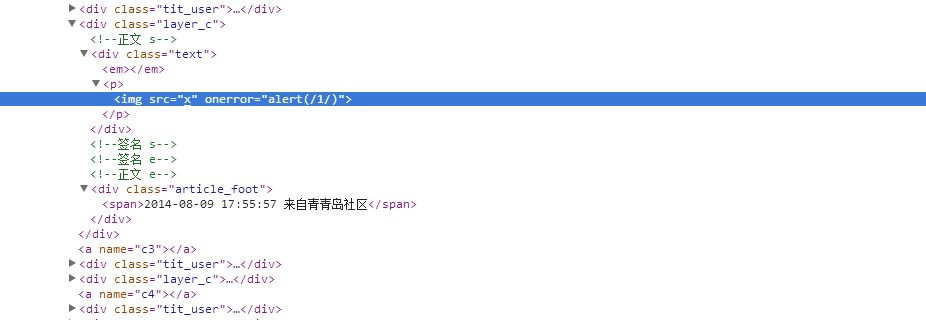 ▶<div class="tit_user">…</div>
▼<div class="layer_c">
<!--正文 s-->
▼<div class="text">
<em></em>
▼<p>
<img src="x" onerror="alert(/1/)">
</p>
</div>
<!--签名 s-->
<!--签名 e-->
<!--正文 e-->
▼<div class="article_foot">
<span>2014-08-09 17:55:57 来自青青岛社区</span>
</div>
</div>
<a name="c3"></a>
▶<div class="tit_user">…</div>
▶<div class="layer_c">…</div>
<a name="c4"></a>
▶<div class="tit_user">…</div>